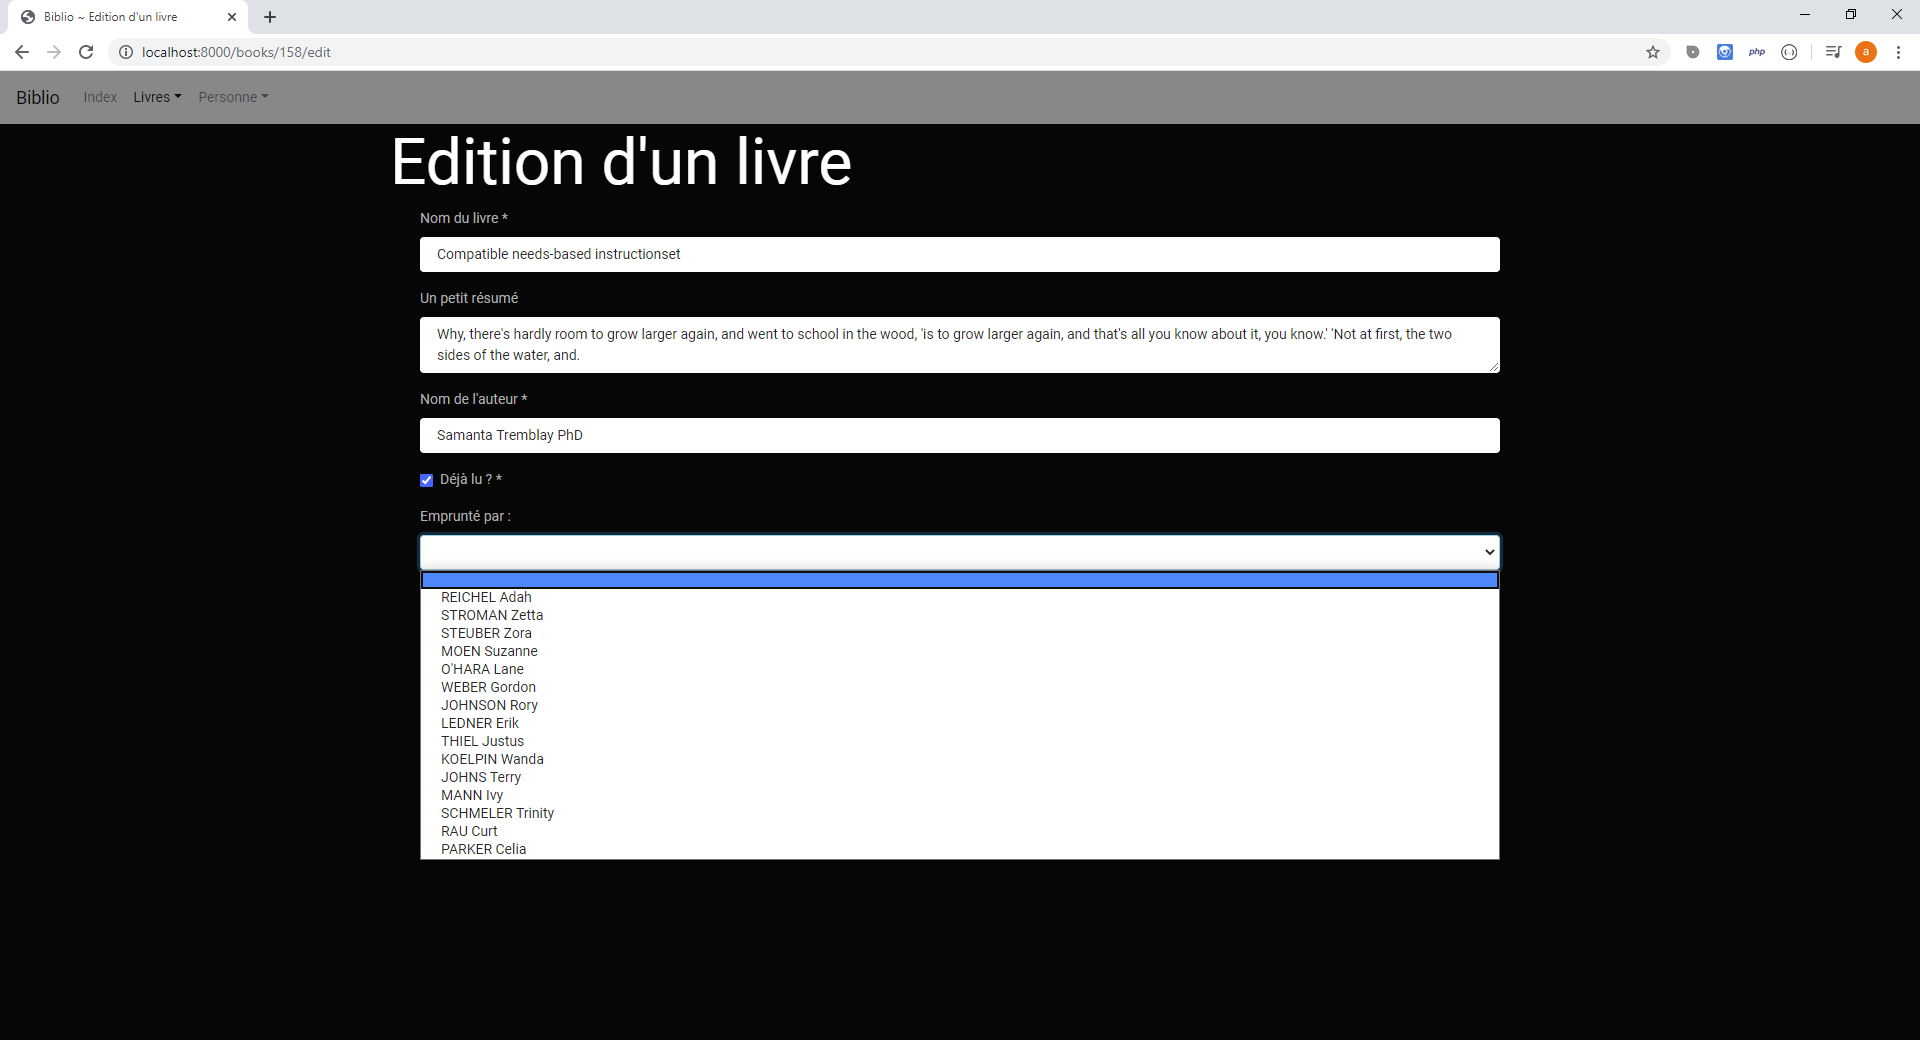 Biblio ~ Edition d'un livre
localhost:8000/books/158/edit
php
a
Biblio Index Livres Personne
Edition d'un livre
Nom du livre *
Compatible needs-based instructionset
Un petit résumé
Why, there's hardly room to grow larger again, and went to school in the wood, 'is to grow larger again, and that's all you know about it, you know.' 'Not at first, the two
sides of the water, and.
Nom de l'auteur *
Samanta Tremblay PhD
Déjà lu ? *
Emprunté par :
REICHEL Adah
STROMAN Zetta
STEUBER Zora
MOEN Suzanne
O'HARA Lane
WEBER Gordon
JOHNSON Rory
LEDNER Erik
THIEL Justus
KOELPIN Wanda
JOHNS Terry
MANN Ivy
SCHMELER Trinity
RAU Curt
PARKER Celia